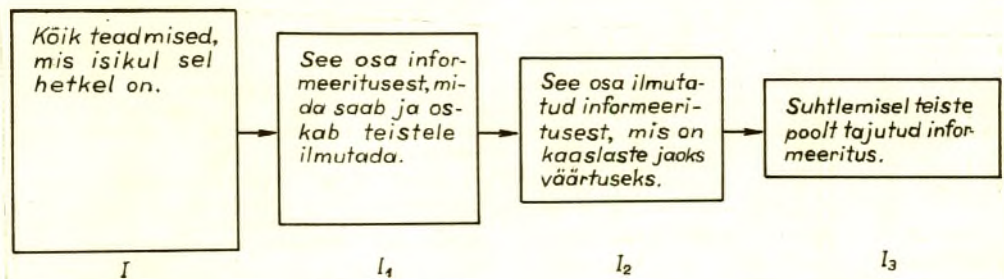 Kõik teadmised,
mis isikul sel
hetkel on.
See osa infor-
meeritusest, mi-
da saab ja os-
kab teistele
ilmutada.
See osa ilmuta-
tud informeeri-
tusest, mis on
kaaslaste jaoks
väärtuseks.
Suhtlemisel teiste
poolt tajutud infor-
meeritus.
I
I₁
I₂
I₃